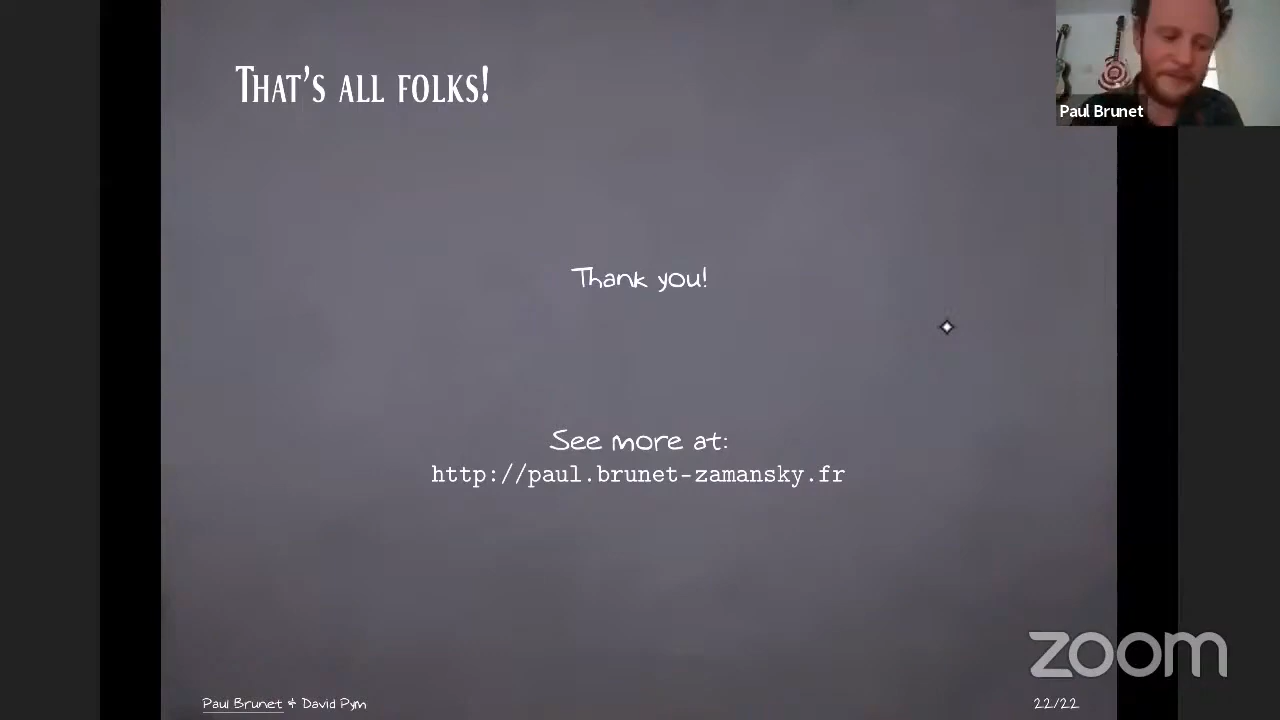 That's all folks!
Paul Brunet
Thank you!
See more at:
http://paul.brunet-zamansky.fr
zoom
Paul Brunet & David Pym
22/22